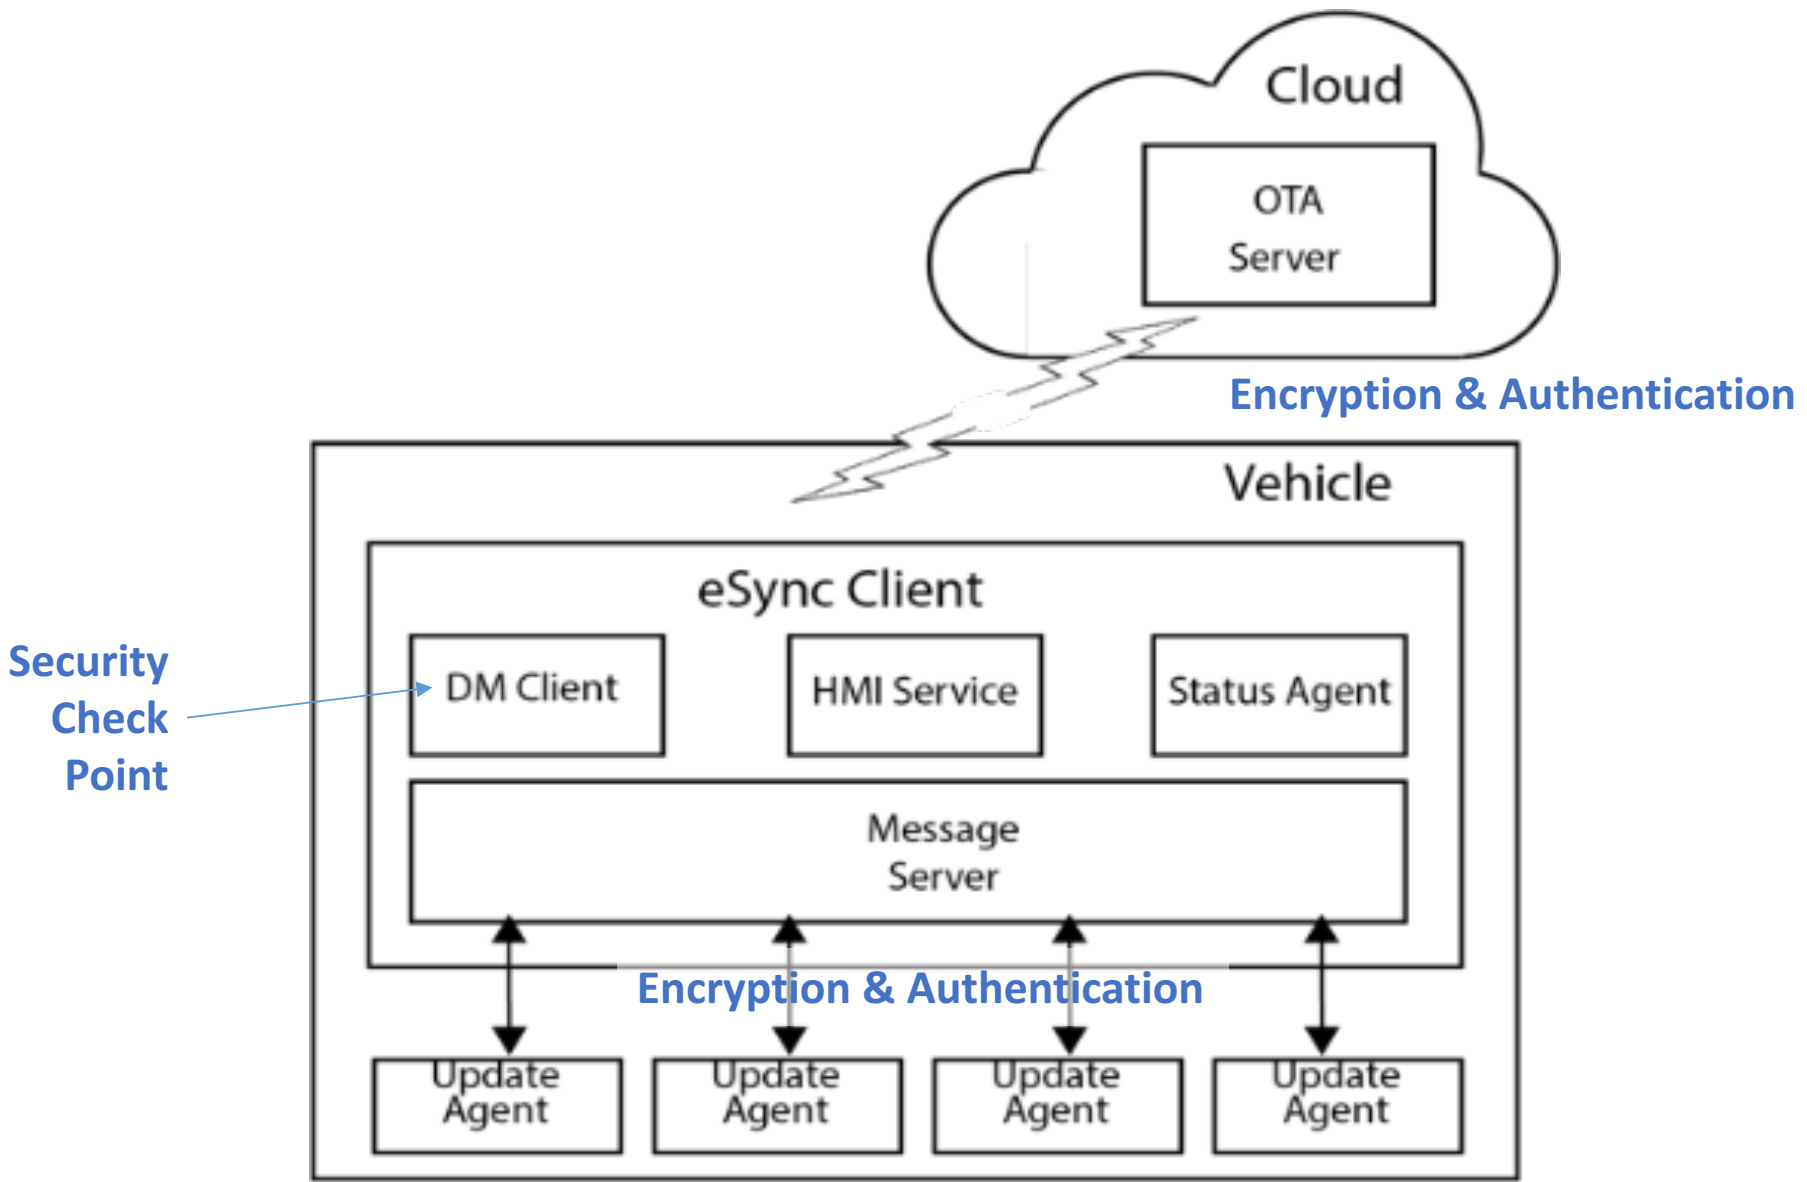 Cloud
OTA
Server
Encryption & Authentication
Vehicle
eSync Client
Security
Check
Point
DM Client
HMI Service
Status Agent
Message
Server
Encryption & Authentication
Update
Agent
Update
Agent
Update
Agent
Update
Agent